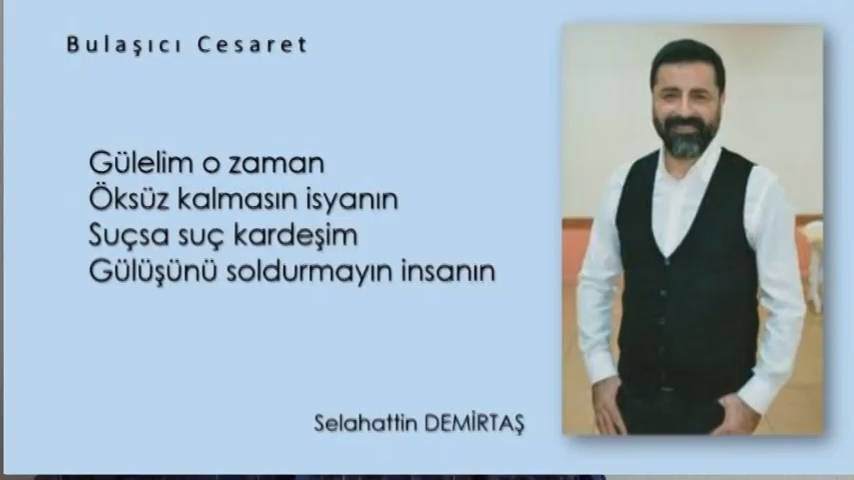 Bulaşıcı Cesaret
Gülelim o zaman
Öksüz kalmasın isyanın
Suçsa suç kardeşim
Gülüşünü soldurmayın insanın
Selahattin DEMİRTAŞ